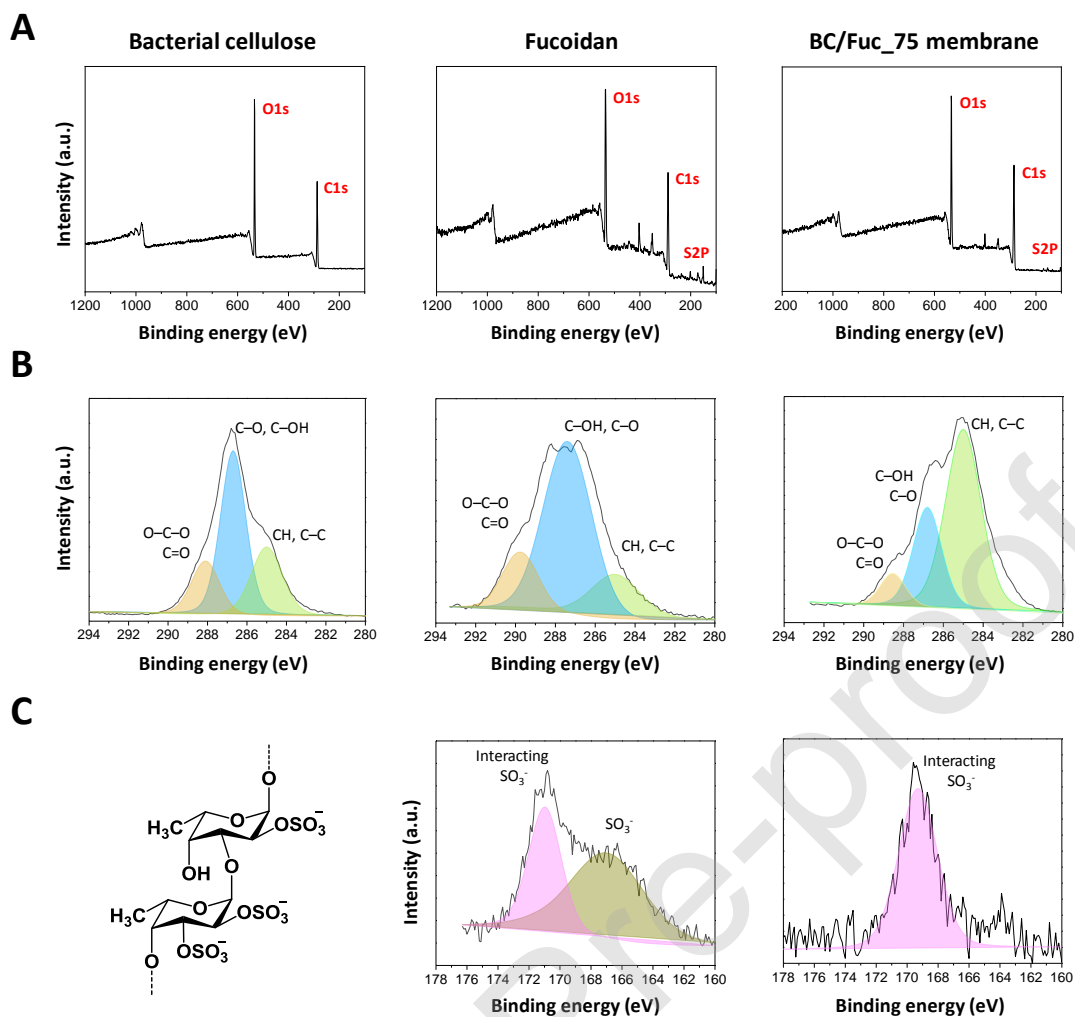 A
Bacterial cellulose
Fucoidan
BC/Fuc_75 membrane
Intensity (a.u.)
O1s
C1s
1200 1000 800 600 400 200
Binding energy (eV)
O1s
C1s
S2P
1200 1000 800 600 400 200
Binding energy (eV)
O1s
C1s
S2P
1200 1000 800 600 400 200
Binding energy (eV)
B
Intensity (a.u.)
C–O, C–OH
O–C–O
C=O
CH, C–C
294 292 290 288 286 284 282 280
Binding energy (eV)
C–OH, C–O
O–C–O
C=O
CH, C–C
294 292 290 288 286 284 282 280
Binding energy (eV)
CH, C–C
C–OH
C–O
O–C–O
C=O
294 292 290 288 286 284 282 280
Binding energy (eV)
C
O
H₃C
O
OSO₃⁻
OH
O
H₃C
O
OSO₃⁻
OSO₃⁻
O
Intensity (a.u.)
Interacting
SO₃⁻
SO₃⁻
178 176 174 172 170 168 166 164 162 160
Binding energy (eV)
Interacting
SO₃⁻
178 176 174 172 170 168 166 164 162 160
Binding energy (eV)
Pre-proof